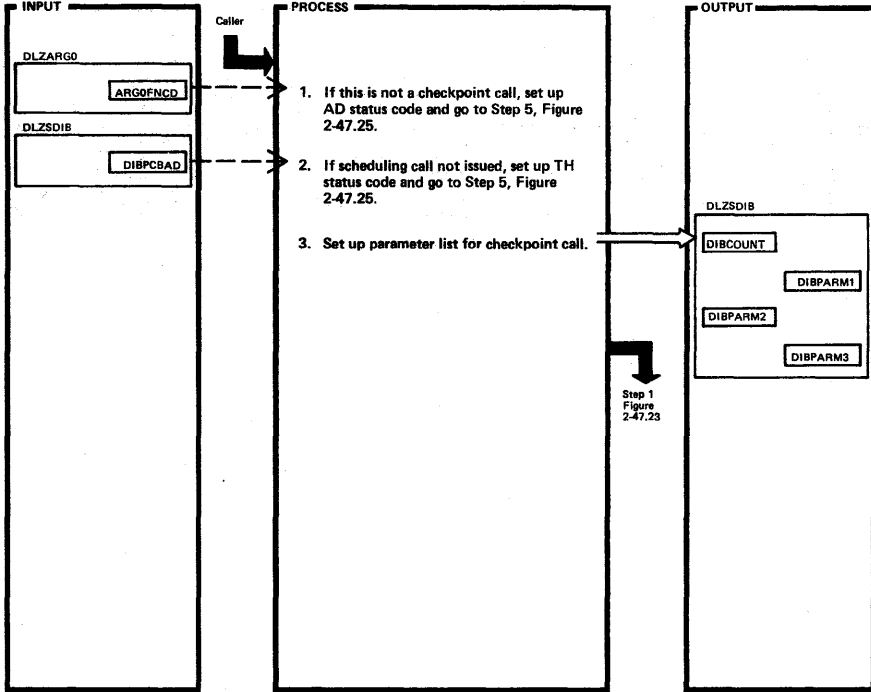 INPUT
DLZARG0
ARG0FNCD
DLZSDIB
DIBPCBAD
Caller
PROCESS
1. If this is not a checkpoint call, set up
AD status code and go to Step 5, Figure
2-47.25.
2. If scheduling call not issued, set up TH
status code and go to Step 5, Figure
2-47.25.
3. Set up parameter list for checkpoint call.
Step 1
Figure
2-47.23
OUTPUT
DLZSDIB
DIBCOUNT
DIBPARM1
DIBPARM2
DIBPARM3